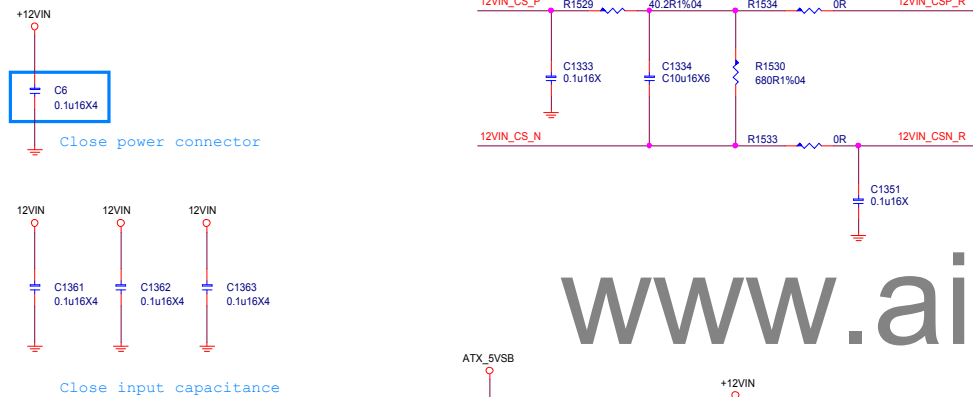 +12VIN
C6
0.1u16X4
Close power connector
12VIN
12VIN
12VIN
C1361
0.1u16X4
C1362
0.1u16X4
C1363
0.1u16X4
Close input capacitance
12VIN_CS_P
R1529
40.2R1%04
R1534
0R
12VIN_CSP_R
C1333
0.1u16X
C1334
C10u16X6
R1530
680R1%04
12VIN_CS_N
R1533
0R
12VIN_CSN_R
C1351
0.1u16X
www.ai
ATX_5VSB
+12VIN